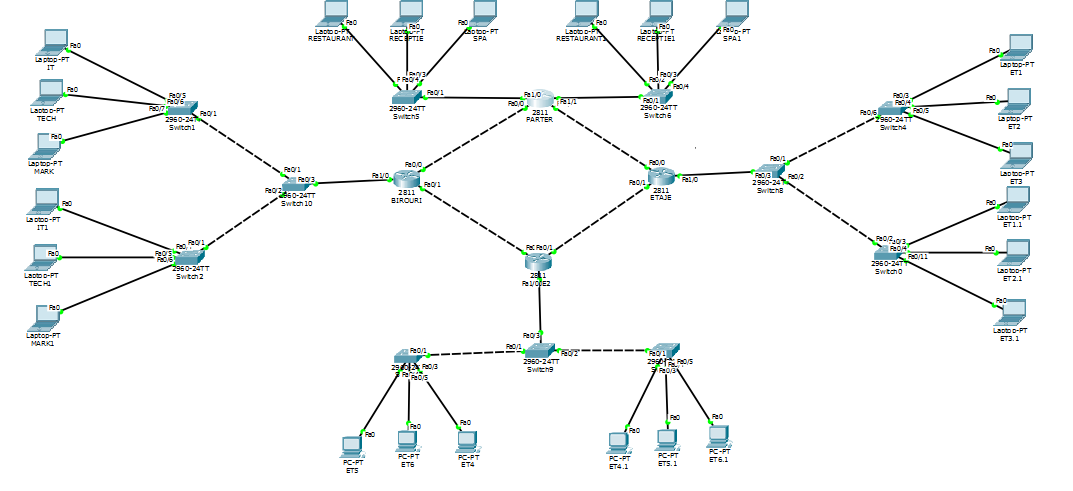 Fa0
Laptop-PT
RESTAURANT
Fa0
Laptop-PT
RECEPTIE
Fa0
Laptop-PT
SPA
Fa0
Laptop-PT
Fa0
Laptop-PT
RECEPTIE1
Fa0
Laptop-PT
SPA1
Fa0
Laptop-PT
IT
Fa0
Laptop-PT
TECH
Fa0
Laptop-PT
MARK
Fa0/5
Fa0/6
Fa0/7
Fa0/1
2960-24TT
Switch1
Fa0/3
Fa0/4
Fa0/1
2960-24TT
Switch5
Fa1/0
Fa0/0
Fa1/1
2811
PARTER
Fa0/3
Fa0/2
Fa0/4
Fa0/1
2960-24TT
Switch6
Fa0/3
Fa0/4
Fa0/5
Fa0/6
2960-24TT
Switch4
Fa0
Laptop-PT
ET1
Fa0
Laptop-PT
ET2
Fa0
Laptop-PT
ET3
Fa0/1
Fa0/3
Fa0/2
2960-24TT
Switch10
Fa1/0
Fa0/0
Fa0/1
2811
BIROURI
Fa0/0
Fa0/1
Fa1/0
2811
ETAJE
Fa0/1
Fa0/3
Fa0/2
2960-24TT
Switch8
Fa0
Laptop-PT
IT1
Fa0
Laptop-PT
TECH1
Fa0
Laptop-PT
MARK1
Fa0/1
Fa0/5
Fa0/6
2960-24TT
Switch2
Fa0/1
2811
Fa1/0
Fa0/2
Fa0/3
Fa0/4
Fa0/11
2960-24TT
Switch0
Fa0
Laptop-PT
ET1.1
Fa0
Laptop-PT
ET2.1
Fa0
Laptop-PT
ET3.1
Fa0/1
Fa0/3
Fa0/5
Fa0/3
Fa0/1
Fa0/2
2960-24TT
Switch9
Fa0/1
Fa0/5
Fa0/3
Fa0
PC-PT
ET5
Fa0
PC-PT
ET6
Fa0
PC-PT
ET4
Fa0
PC-PT
ET4.1
Fa0
PC-PT
ET5.1
Fa0
PC-PT
ET6.1